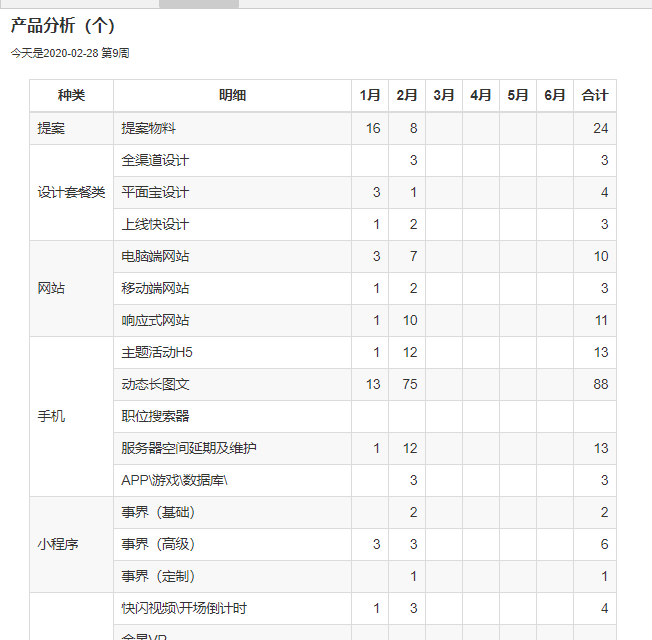 产品分析（个）
今天是2020-02-28 第9周
种类 明细 1月 2月 3月 4月 5月 6月 合计
提案 提案物料 16 8 24
全渠道设计 3 3
设计套餐类 平面宝设计 3 1 4
上线快设计 1 2 3
电脑端网站 3 7 10
网站 移动端网站 1 2 3
响应式网站 1 10 11
主题活动H5 1 12 13
动态长图文 13 75 88
手机 职位搜索器
服务器空间延期及维护 1 12 13
APP\游戏\数据库\ 3 3
事界（基础） 2 2
小程序 事界（高级） 3 3 6
事界（定制） 1 1
快闪视频\开场倒计时 1 3 4
全景VR